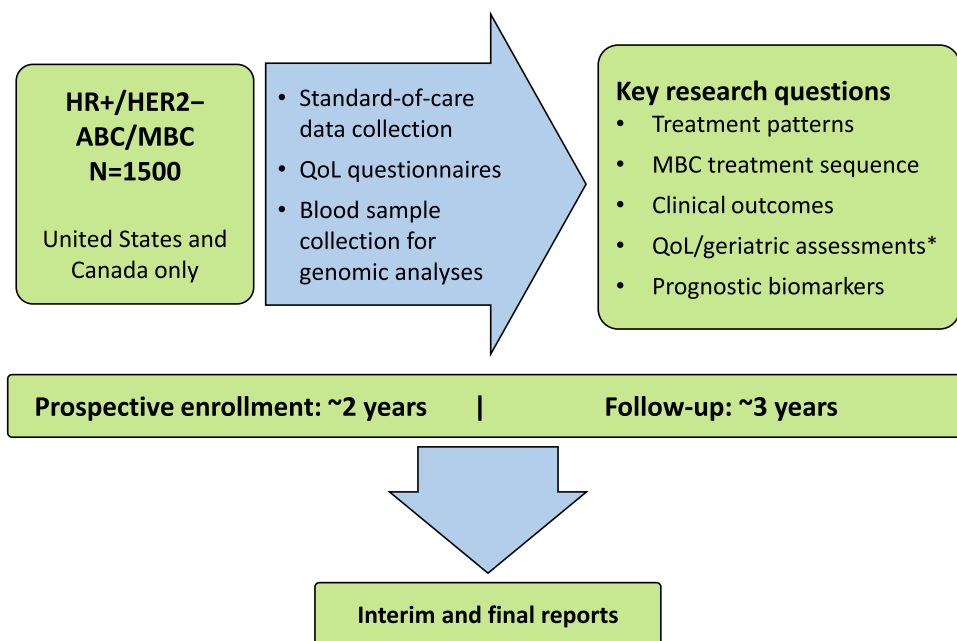 HR+/HER2−
ABC/MBC
N=1500
United States and
Canada only
• Standard-of-care
data collection
• QoL questionnaires
• Blood sample
collection for
genomic analyses
Key research questions
• Treatment patterns
• MBC treatment sequence
• Clinical outcomes
• QoL/geriatric assessments*
• Prognostic biomarkers
Prospective enrollment: ~2 years | Follow-up: ~3 years
Interim and final reports